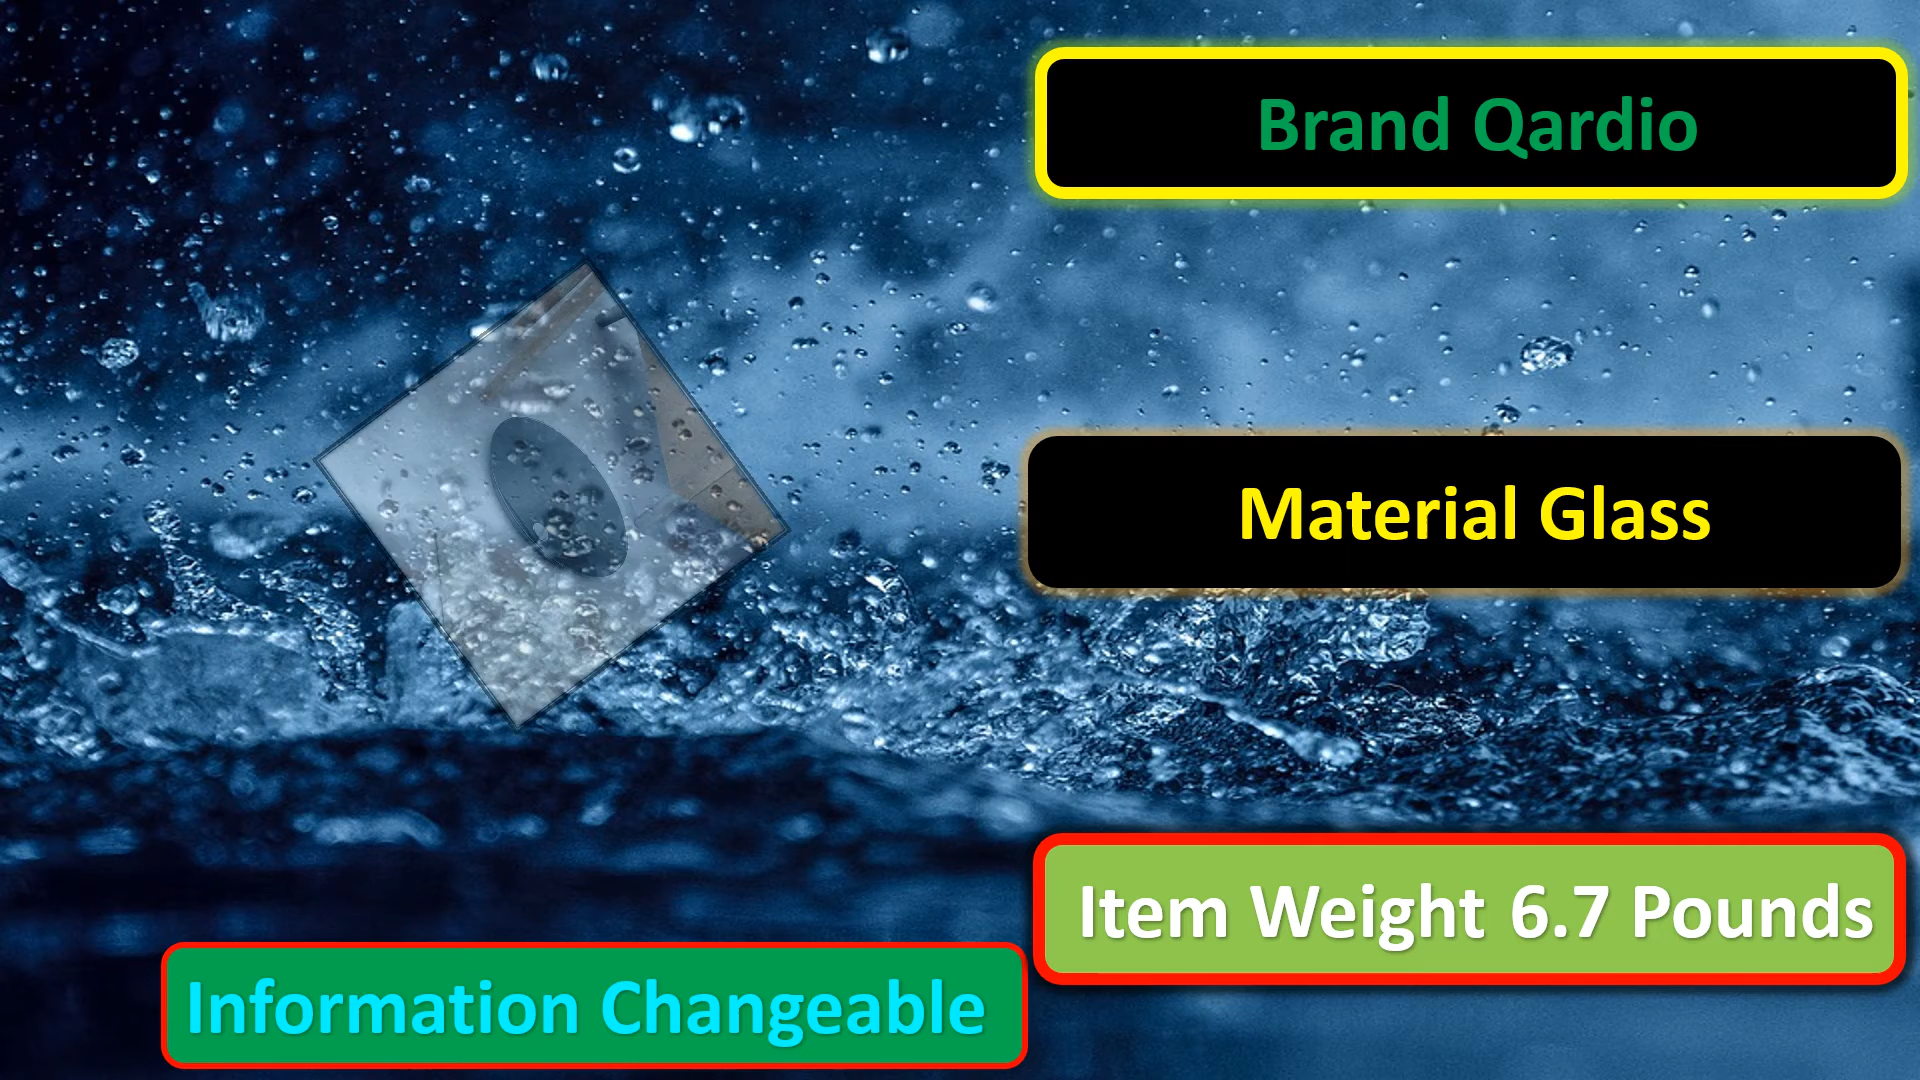 Brand Qardio
Material Glass
Item Weight 6.7 Pounds
Information Changeable